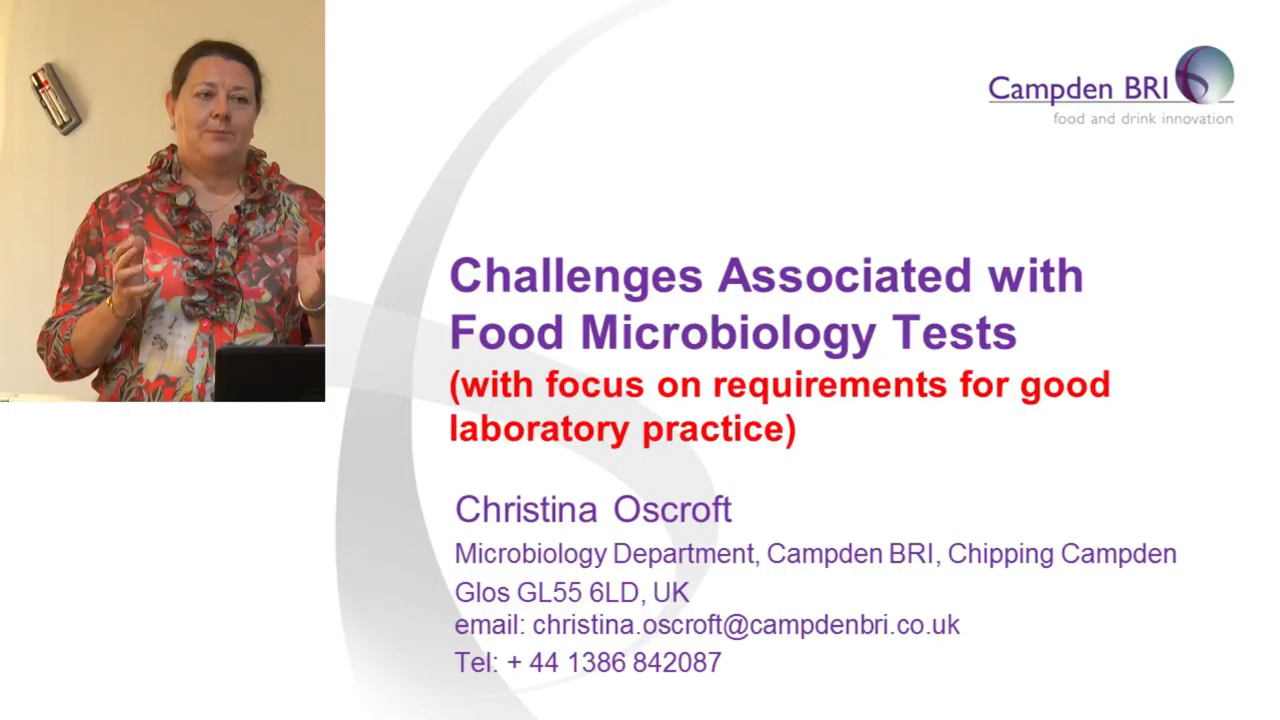 Campden BRI
food and drink innovation
Challenges Associated with
Food Microbiology Tests
(with focus on requirements for good
laboratory practice)
Christina Oscroft
Microbiology Department, Campden BRI, Chipping Campden
Glos GL55 6LD, UK
email: christina.oscroft@campdenbri.co.uk
Tel: + 44 1386 842087